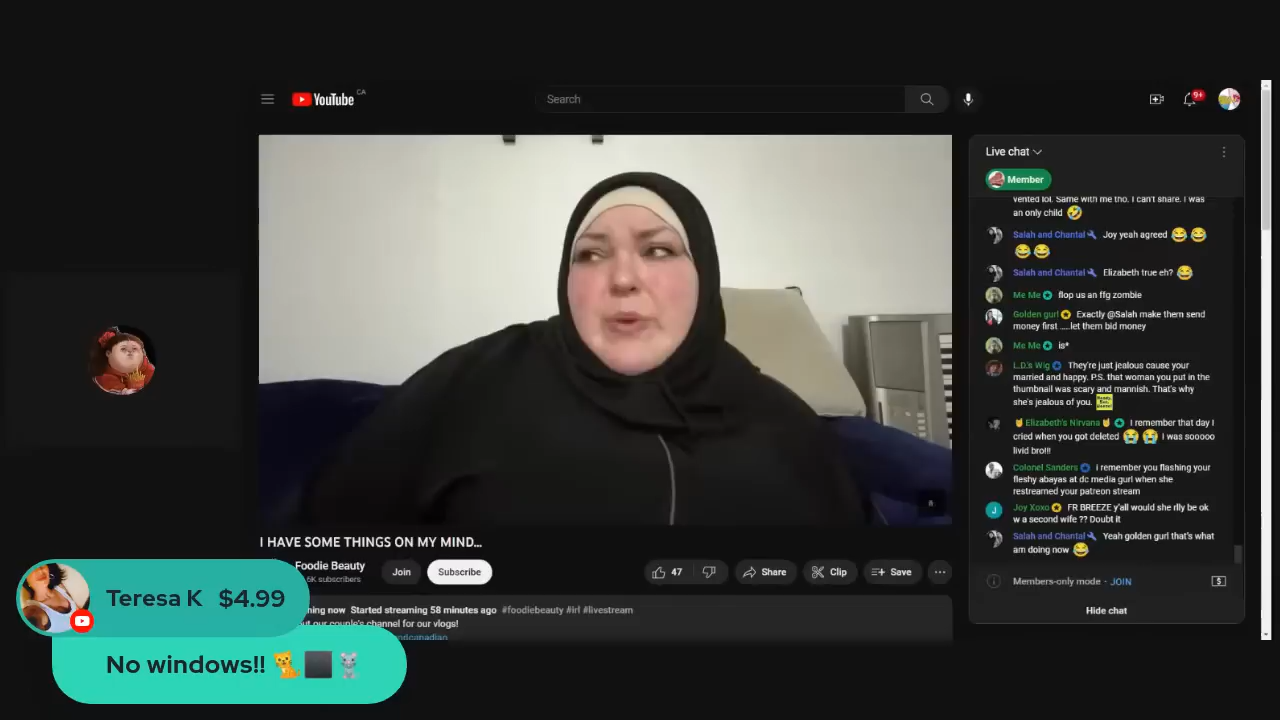 YouTube CA
Search
9+
Live chat
Member
vented lol. Same with me tho. I can't share. I was
an only child 🤣
Salah and Chantal Joy yeah agreed 😂 😂
😂 😂
Salah and Chantal Elizabeth true eh? 😂
Me Me flop us an ffg zombie
Golden gurl Exactly @Salah make them send
money first .....let them bid money
Me Me is*
L.D.'s Wig They're just jealous cause your
married and happy. P.S. that woman you put in the
thumbnail was scary and mannish. That's why
she's jealous of you.
🤘Elizabeth's Nirvana🤘 I remember that day I
cried when you got deleted 😭 😭 I was sooooo
livid bro!!!
Colonel Sanders i remember you flashing your
fleshy abayas at dc media gurl when she
restreamed your patreon stream
J Joy Xoxo FR BREEZE y'all would she rlly be ok
w a second wife ?? Doubt it
Salah and Chantal Yeah golden gurl that's what
am doing now 😂
Members-only mode - JOIN
Hide chat
I HAVE SOME THINGS ON MY MIND...
Foodie Beauty
6K subscribers
Join
Subscribe
47
Share
Clip
Save
hing now Started streaming 58 minutes ago #foodiebeauty #irl #livestream
out our couple's channel for our vlogs!
ndcanadian
Teresa K $4.99
No windows!! 🐈⬛🐭